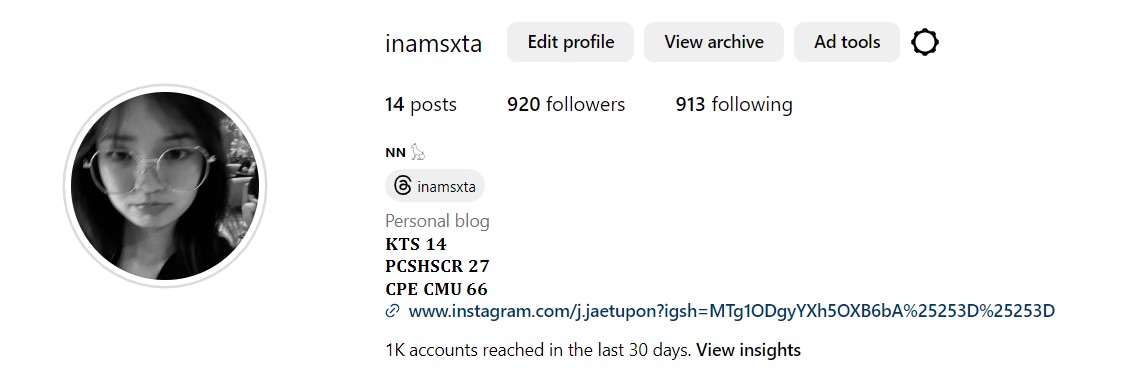 inamsxta Edit profile View archive Ad tools
14 posts 920 followers 913 following
NN
inamsxta
Personal blog
KTS 14
PCSHSCR 27
CPE CMU 66
www.instagram.com/j.jaetupon?igsh=MTg1ODgyYXh5OXB6bA%25253D%25253D
1K accounts reached in the last 30 days. View insights